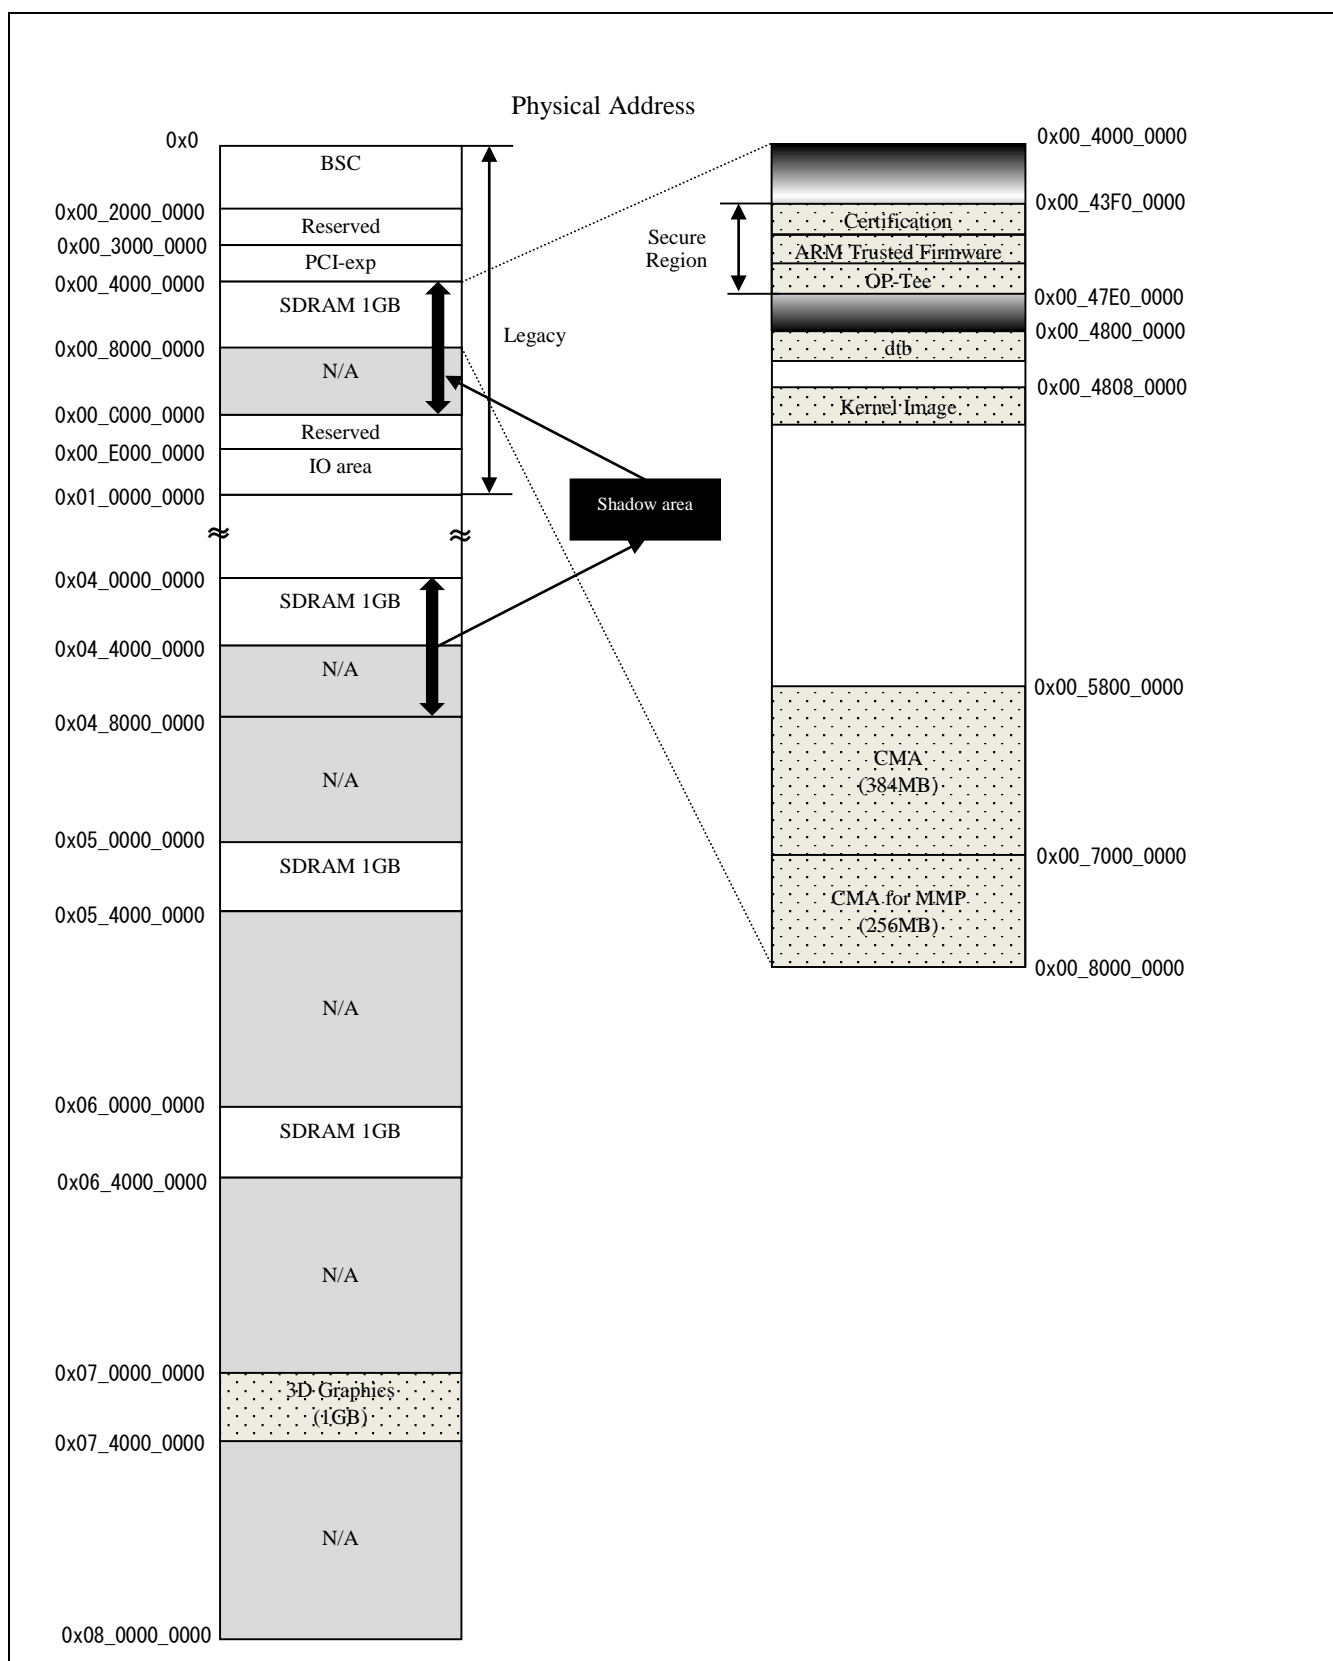 Physical Address
0x0
BSC
0x00_2000_0000
Reserved
0x00_3000_0000
PCI-exp
0x00_4000_0000
SDRAM 1GB
0x00_8000_0000
N/A
0x00_C000_0000
Reserved
0x00_E000_0000
IO area
0x01_0000_0000
Legacy
Shadow area
0x04_0000_0000
SDRAM 1GB
0x04_4000_0000
N/A
0x04_8000_0000
N/A
0x05_0000_0000
SDRAM 1GB
0x05_4000_0000
N/A
0x06_0000_0000
SDRAM 1GB
0x06_4000_0000
N/A
0x07_0000_0000
3D Graphics
(1GB)
0x07_4000_0000
N/A
0x08_0000_0000
0x00_4000_0000
0x00_43F0_0000
Secure
Region
Certification
ARM Trusted Firmware
OP-Tee
0x00_47E0_0000
0x00_4800_0000
dtb
0x00_4808_0000
Kernel Image
0x00_5800_0000
CMA
(384MB)
0x00_7000_0000
CMA for MMP
(256MB)
0x00_8000_0000